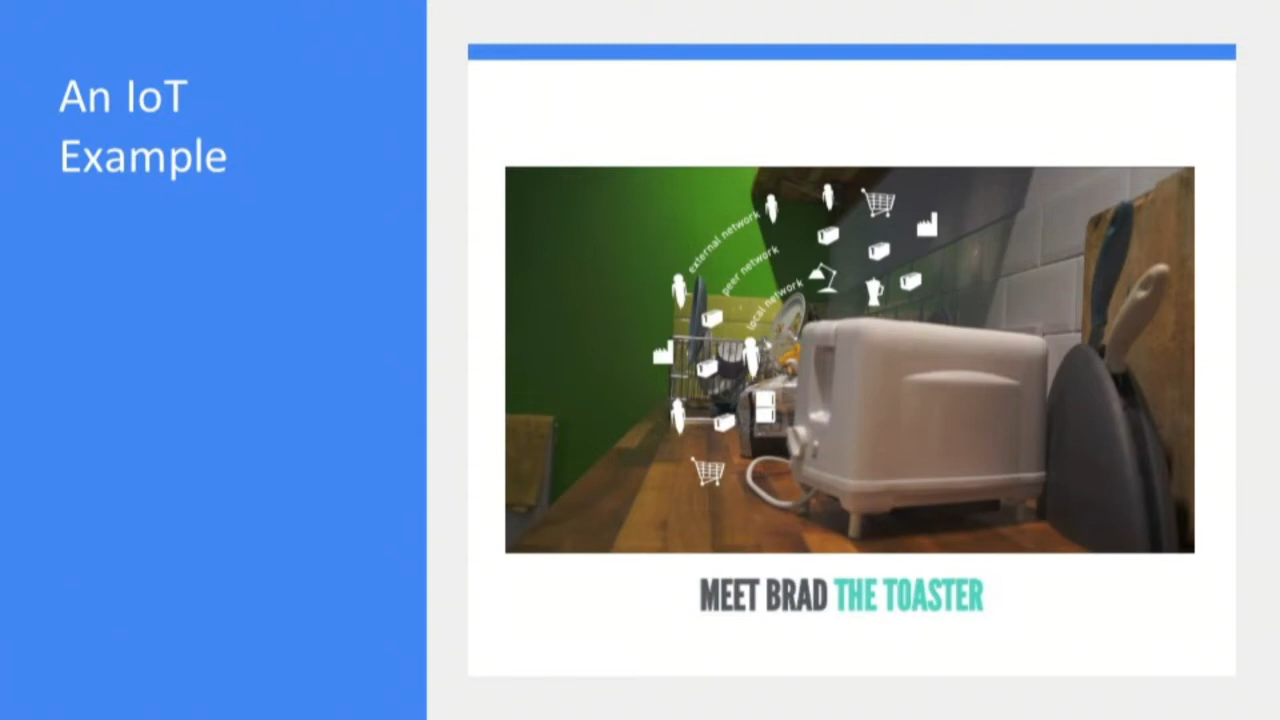 An IoT
Example
external network
peer network
local network
MEET BRAD THE TOASTER